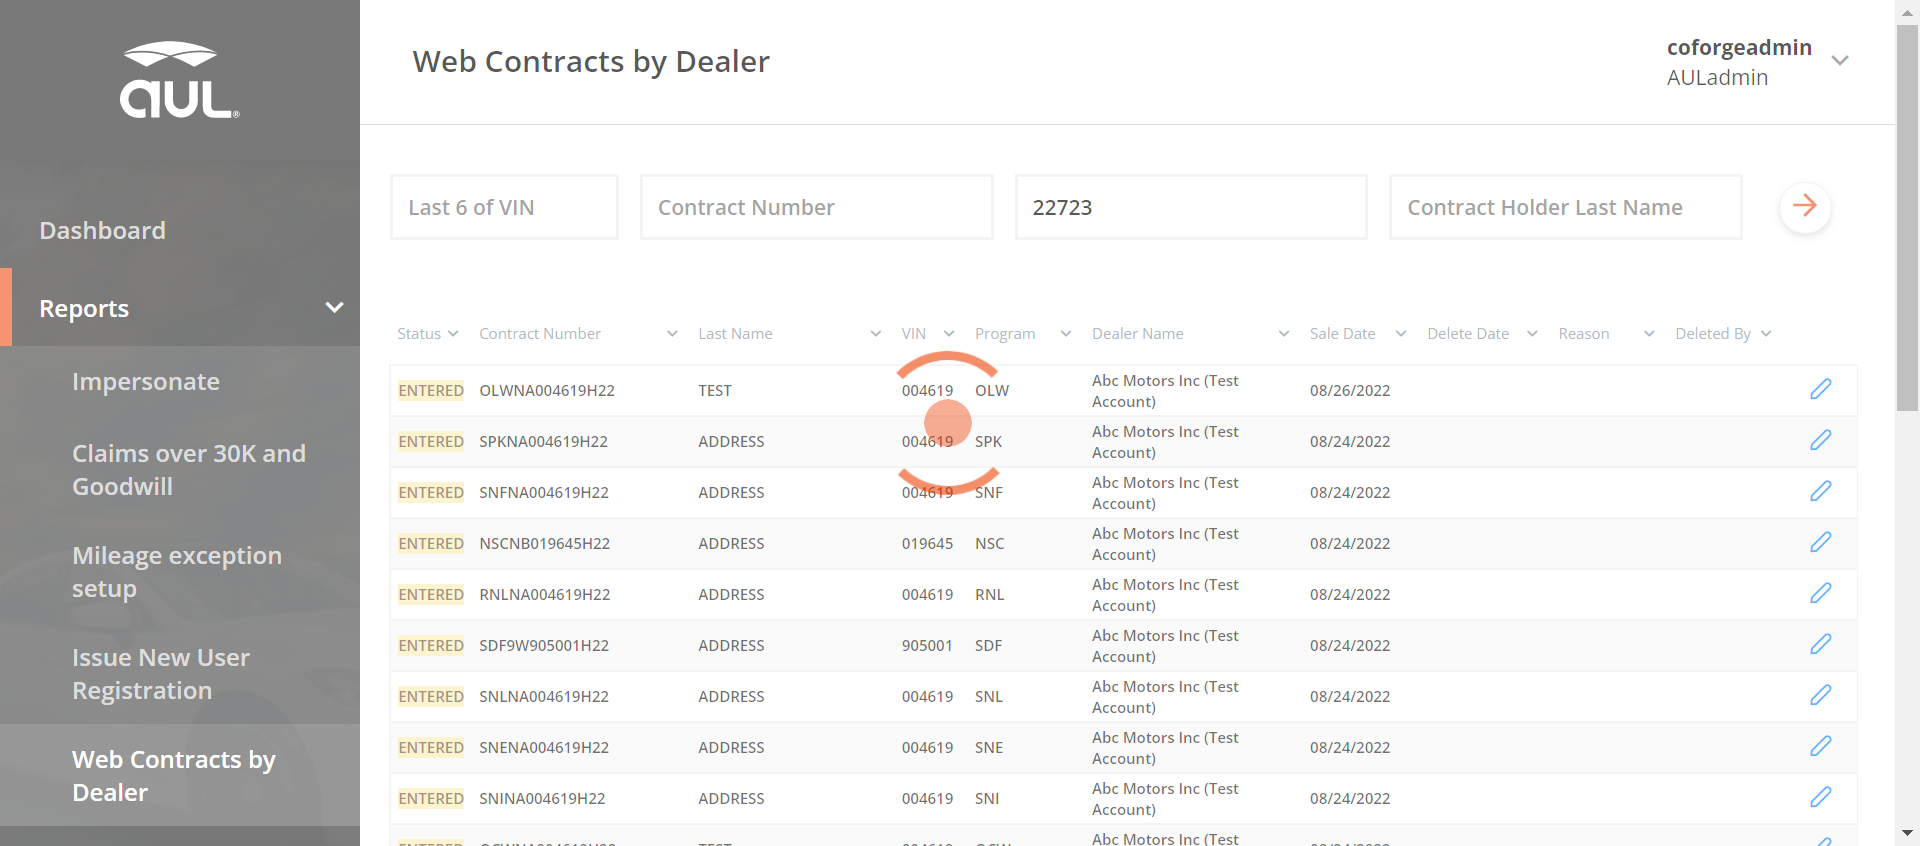 aul®
Web Contracts by Dealer
coforgeadmin
AULadmin
Last 6 of VIN
Contract Number
22723
Contract Holder Last Name
Dashboard
Reports
Impersonate
Claims over 30K and
Goodwill
Mileage exception
setup
Issue New User
Registration
Web Contracts by
Dealer
Status Contract Number Last Name VIN Program Dealer Name Sale Date Delete Date Reason Deleted By
ENTERED OLWNA004619H22 TEST 004619 OLW Abc Motors Inc (Test
Account) 08/26/2022
ENTERED SPKNA004619H22 ADDRESS 004619 SPK Abc Motors Inc (Test
Account) 08/24/2022
ENTERED SNFNA004619H22 ADDRESS 004619 SNF Abc Motors Inc (Test
Account) 08/24/2022
ENTERED NSCNB019645H22 ADDRESS 019645 NSC Abc Motors Inc (Test
Account) 08/24/2022
ENTERED RNLNA004619H22 ADDRESS 004619 RNL Abc Motors Inc (Test
Account) 08/24/2022
ENTERED SDF9W905001H22 ADDRESS 905001 SDF Abc Motors Inc (Test
Account) 08/24/2022
ENTERED SNLNA004619H22 ADDRESS 004619 SNL Abc Motors Inc (Test
Account) 08/24/2022
ENTERED SNENA004619H22 ADDRESS 004619 SNE Abc Motors Inc (Test
Account) 08/24/2022
ENTERED SNINA004619H22 ADDRESS 004619 SNI Abc Motors Inc (Test
Account) 08/24/2022
Abc Motors Inc (Test